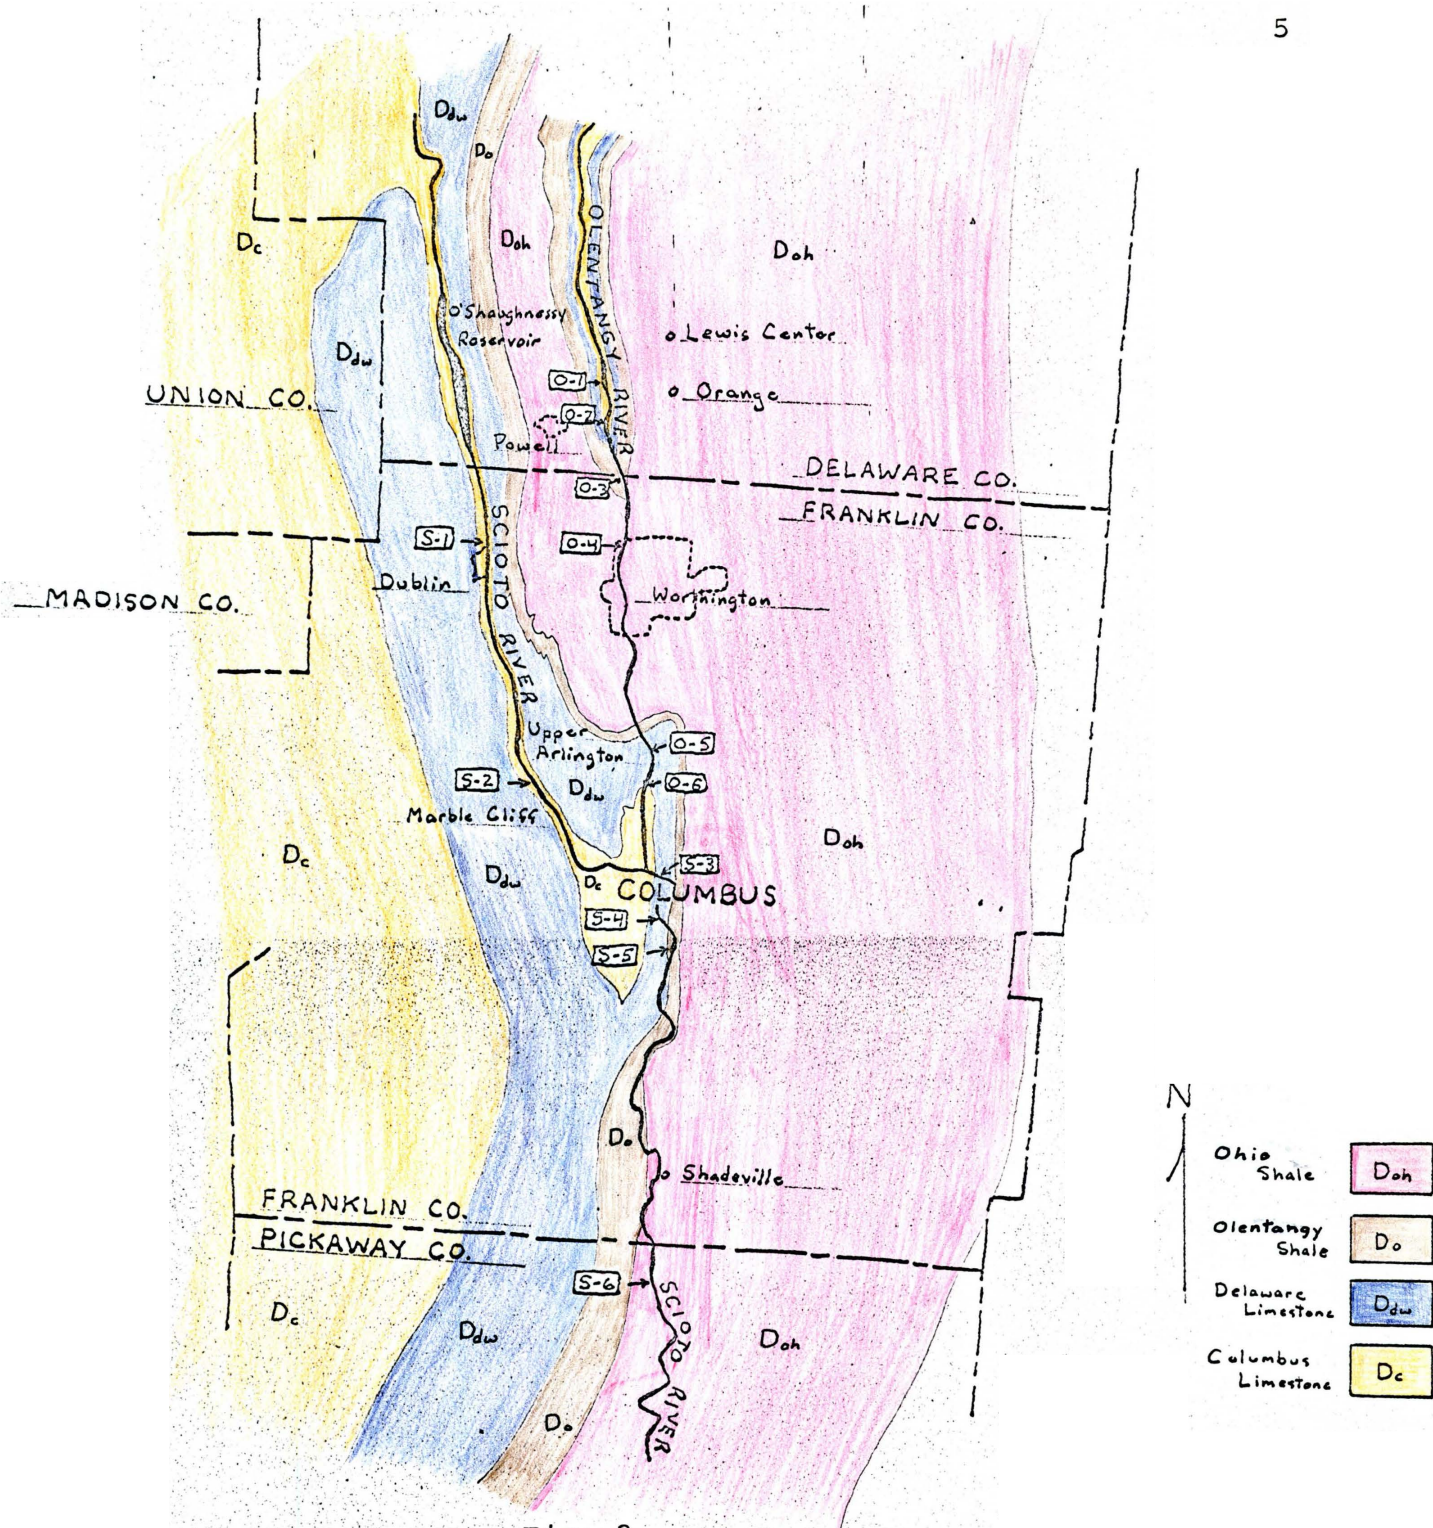 5
Ddw
Do
Dc
Doh
OLENTANGY RIVER
Doh
O'Shaughnessy
Reservoir
Lewis Center
Ddw
O-1
Orange
UNION CO.
O-2
Powell
DELAWARE CO.
O-3
FRANKLIN CO.
SCIOTO RIVER
S-1
O-4
Dublin
MADISON CO.
Worthington
Upper
Arlington
O-5
S-2
O-6
Ddw
Marble Cliff
Doh
Dc
Ddw
S-3
Dc
COLUMBUS
S-4
S-5
Do
Shadeville
FRANKLIN CO.
PICKAWAY CO.
S-6
SCIOTO RIVER
Dc
Ddw
Doh
Do
N
Ohio
Shale
Doh
Olentangy
Shale
Do
Delaware
Limestone
Ddw
Columbus
Limestone
Dc